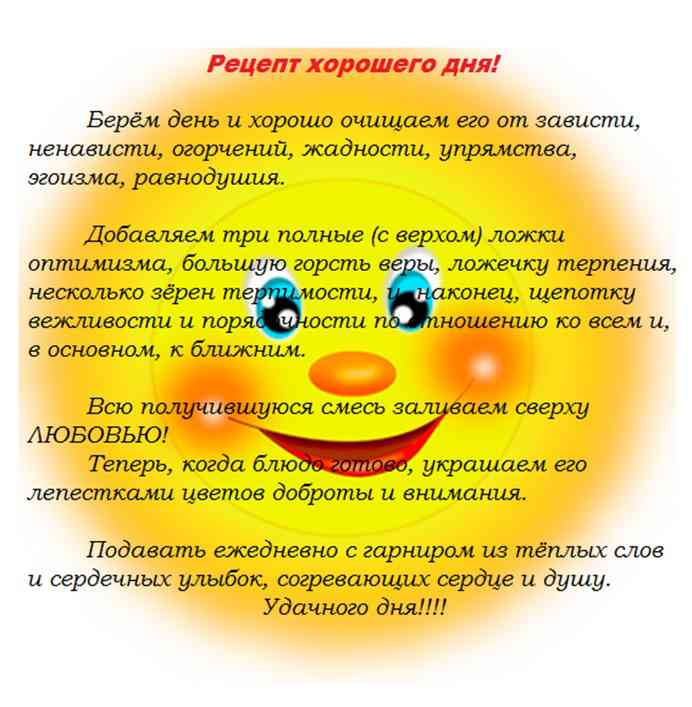 Рецепт хорошего дня!
Берём день и хорошо очищаем его от зависти,
ненависти, огорчений, жадности, упрямства,
эгоизма, равнодушия.
Добавляем три полные (с верхом) ложки
оптимизма, большую горсть веры, ложечку терпения,
несколько зёрен терпимости, и, наконец, щепотку
вежливости и порядочности по отношению ко всем и,
в основном, к ближним.
Всю получившуюся смесь заливаем сверху
ЛЮБОВЬЮ!
Теперь, когда блюдо готово, украшаем его
лепестками цветов доброты и внимания.
Подавать ежедневно с гарниром из тёплых слов
и сердечных улыбок, согревающих сердце и душу.
Удачного дня!!!!